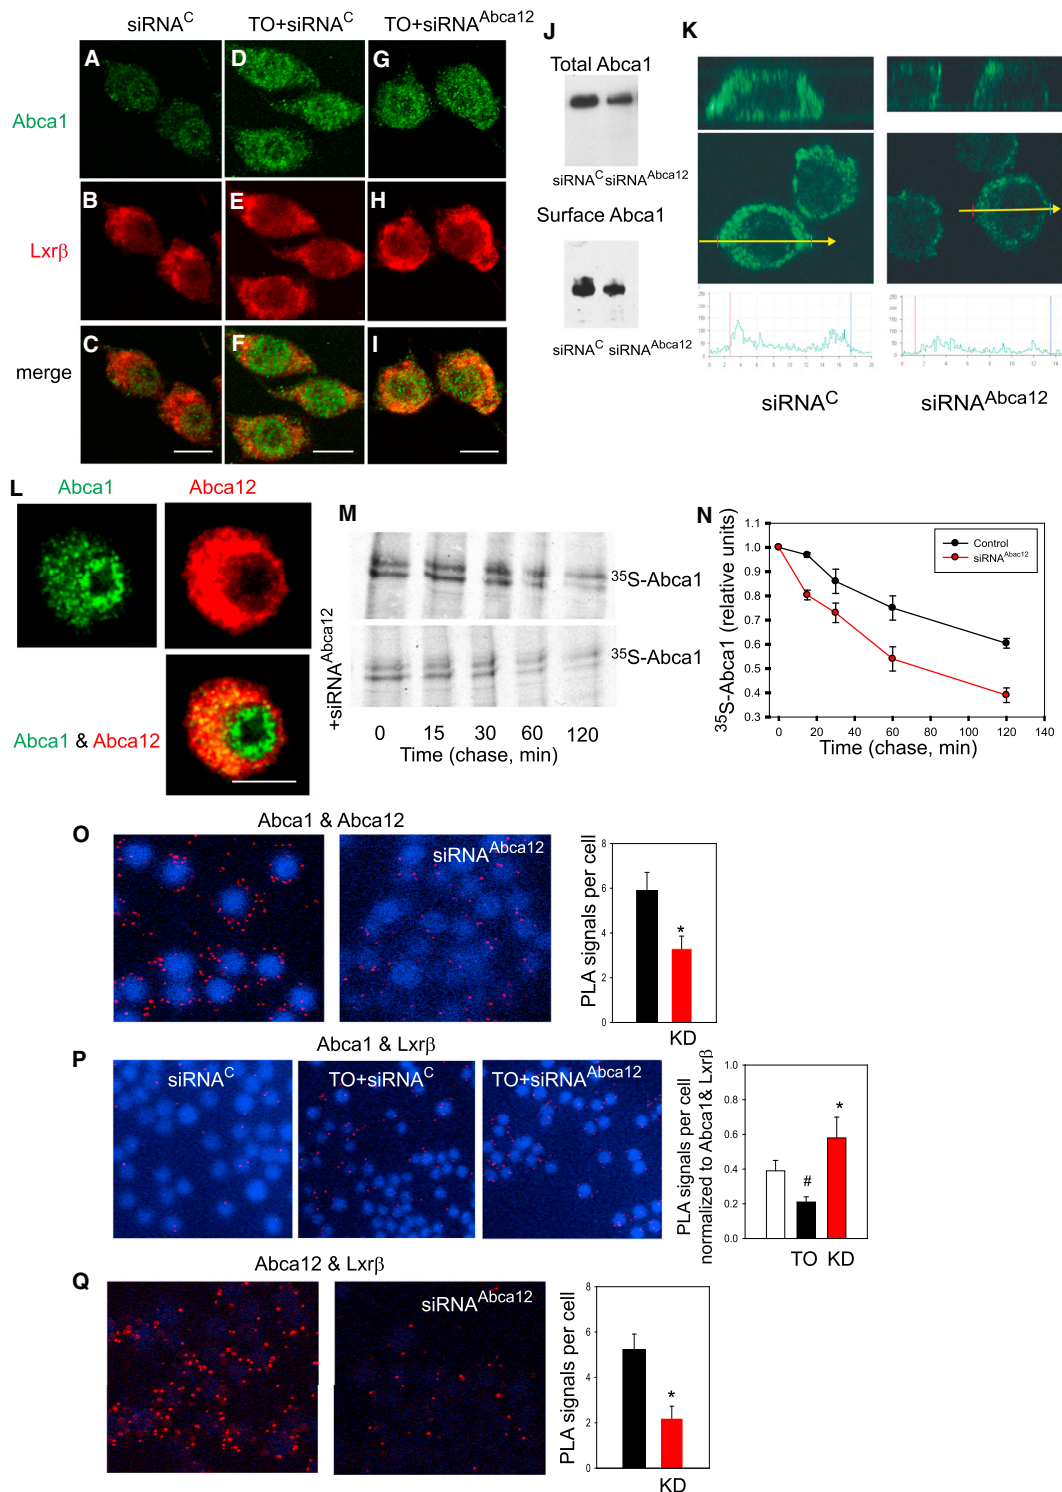 siRNA^C TO+siRNA^C TO+siRNA^Abca12
A D G
Abca1
B E H
Lxrβ
C F I
merge
J
Total Abca1
siRNA^C siRNA^Abca12
Surface Abca1
siRNA^C siRNA^Abca12
K
siRNA^C siRNA^Abca12
L
Abca1 Abca12
Abca1 & Abca12
M
35S-Abca1
35S-Abca1
+siRNA^Abca12
0 15 30 60 120
Time (chase, min)
N
35S-Abca1 (relative units)
1.1
1.0
0.9
0.8
0.7
0.6
0.5
0.4
0.3
Control
siRNA^Abac12
0 20 40 60 80 100 120 140
Time (chase, min)
O
Abca1 & Abca12
siRNA^Abca12
PLA signals per cell
8
6
4
2
0
*
KD
P
Abca1 & Lxrβ
siRNA^C TO+siRNA^C TO+siRNA^Abca12
PLA signals per cell
normalized to Abca1& Lxrβ
1.0
0.8
0.6
0.4
0.2
0.0
# *
TO KD
Q
Abca12 & Lxrβ
siRNA^Abca12
PLA signals per cell
8
6
4
2
0
*
KD